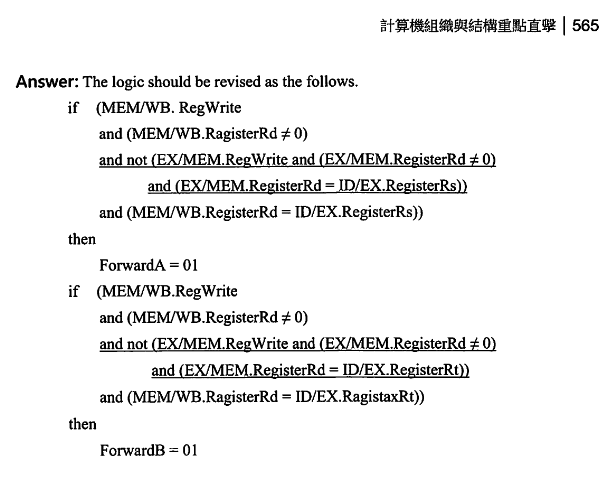 計算機組織與結構重點直擊 | 565
Answer: The logic should be revised as the follows.
if (MEM/WB. RegWrite
and (MEM/WB.RagisterRd ≠ 0)
and not (EX/MEM.RegWrite and (EX/MEM.RegisterRd ≠ 0)
and (EX/MEM.RegisterRd = ID/EX.RegisterRs))
and (MEM/WB.RegisterRd = ID/EX.RegisterRs))
then
ForwardA = 01
if (MEM/WB.RegWrite
and (MEM/WB.RegisterRd ≠ 0)
and not (EX/MEM.RegWrite and (EX/MEM.RegisterRd ≠ 0)
and (EX/MEM.RegisterRd = ID/EX.RegisterRt))
and (MEM/WB.RagisterRd = ID/EX.RagistaxRt))
then
ForwardB = 01